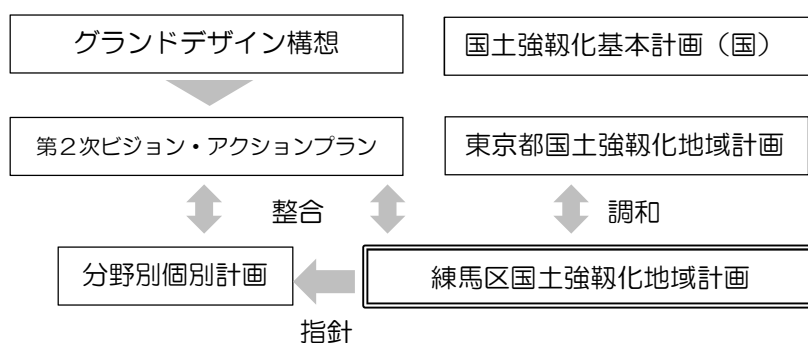 グランドデザイン構想
国土強靱化基本計画（国）
第２次ビジョン・アクションプラン
東京都国土強靱化地域計画
整合
調和
分野別個別計画
練馬区国土強靱化地域計画
指針